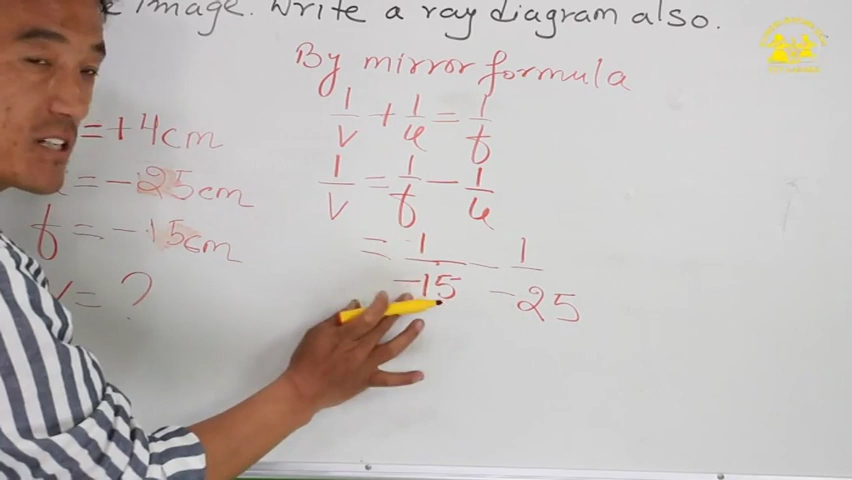 e image. Write a ray diagram also.
By mirror formula
= +4cm
= -25cm
f = -15cm
v = ?
1/v + 1/u = 1/f
1/v = 1/f - 1/u
= 1/-15 - 1/-25